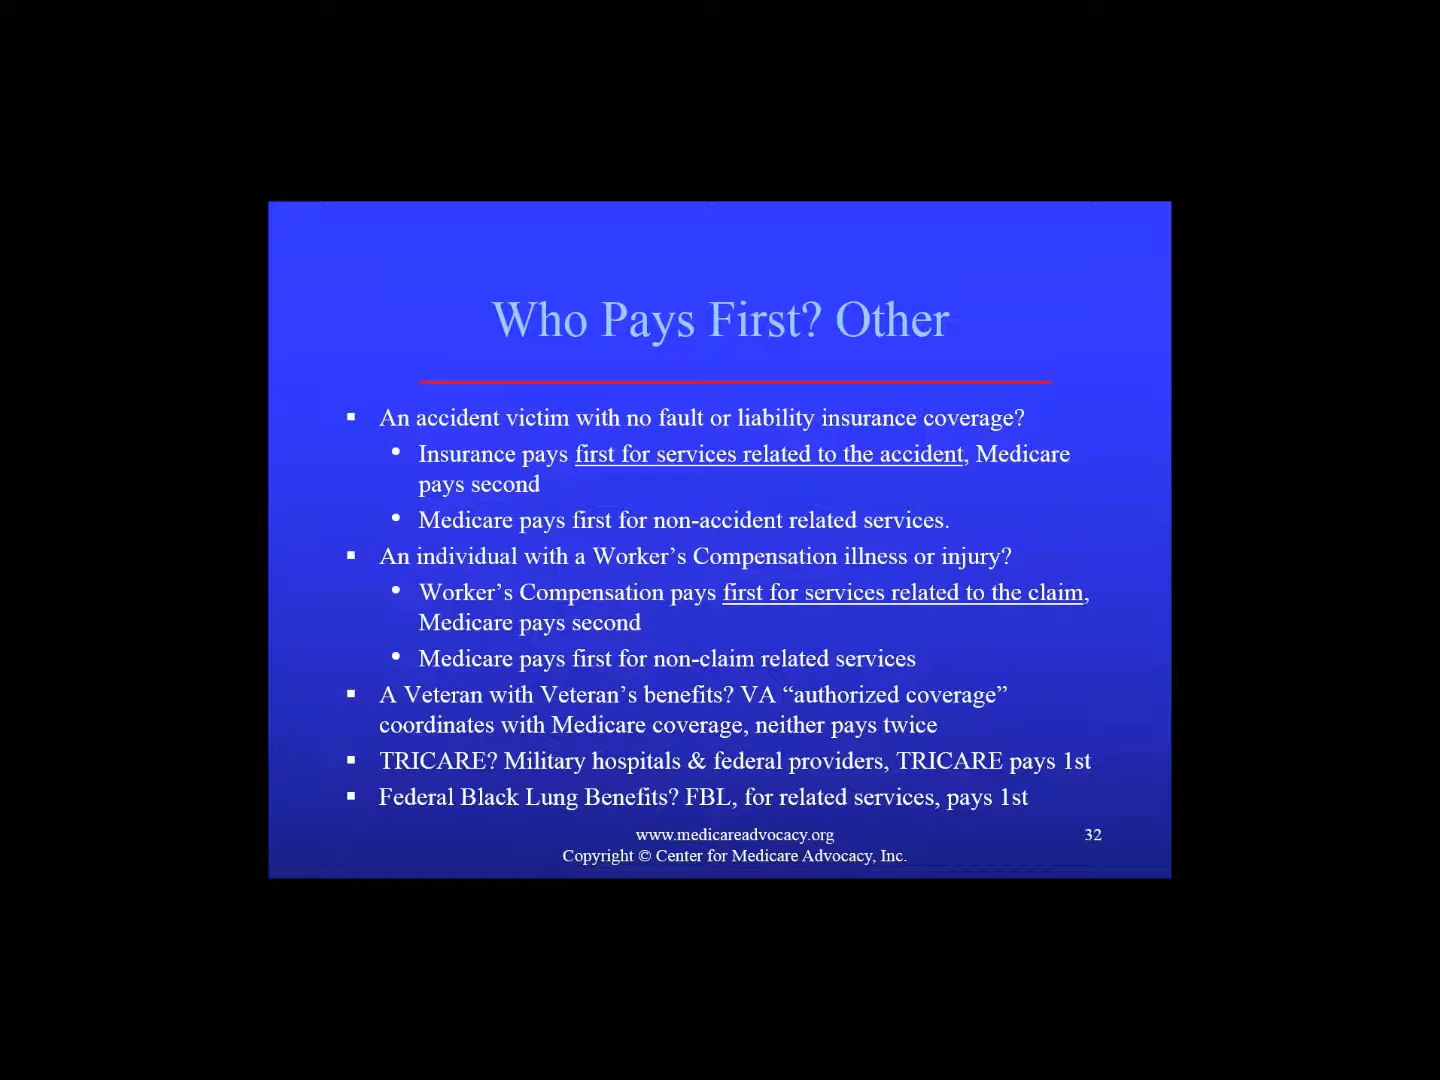 Who Pays First? Other
▪ An accident victim with no fault or liability insurance coverage?
• Insurance pays first for services related to the accident, Medicare
pays second
• Medicare pays first for non-accident related services.
▪ An individual with a Worker’s Compensation illness or injury?
• Worker’s Compensation pays first for services related to the claim,
Medicare pays second
• Medicare pays first for non-claim related services
▪ A Veteran with Veteran’s benefits? VA “authorized coverage”
coordinates with Medicare coverage, neither pays twice
▪ TRICARE? Military hospitals & federal providers, TRICARE pays 1st
▪ Federal Black Lung Benefits? FBL, for related services, pays 1st
www.medicareadvocacy.org 32
Copyright © Center for Medicare Advocacy, Inc.